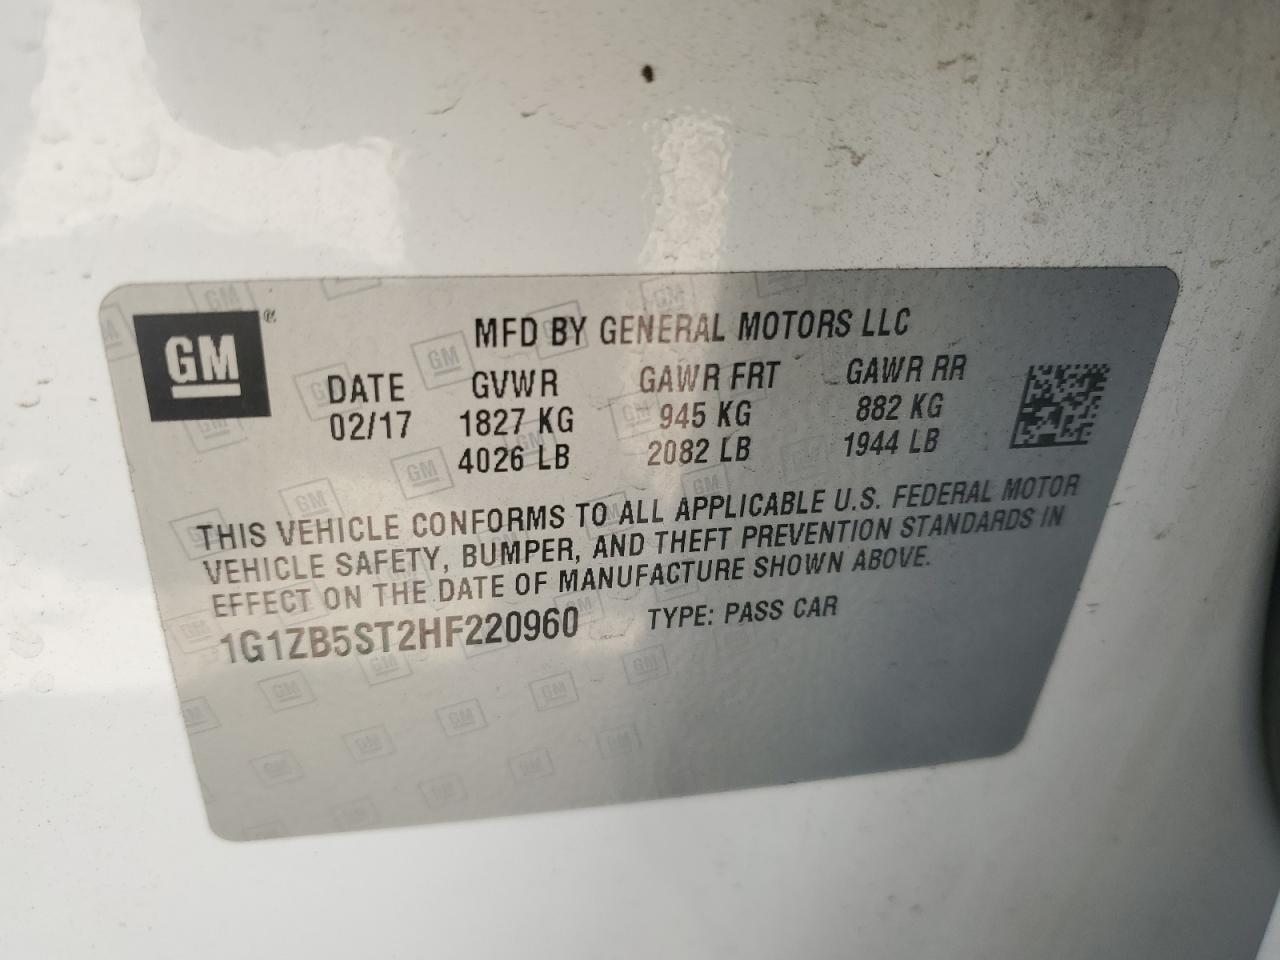 GM®
MFD BY GENERAL MOTORS LLC
DATE GVWR GAWR FRT GAWR RR
02/17 1827 KG 945 KG 882 KG
4026 LB 2082 LB 1944 LB
THIS VEHICLE CONFORMS TO ALL APPLICABLE U.S. FEDERAL MOTOR
VEHICLE SAFETY, BUMPER, AND THEFT PREVENTION STANDARDS IN
EFFECT ON THE DATE OF MANUFACTURE SHOWN ABOVE.
1G1ZB5ST2HF220960 TYPE: PASS CAR